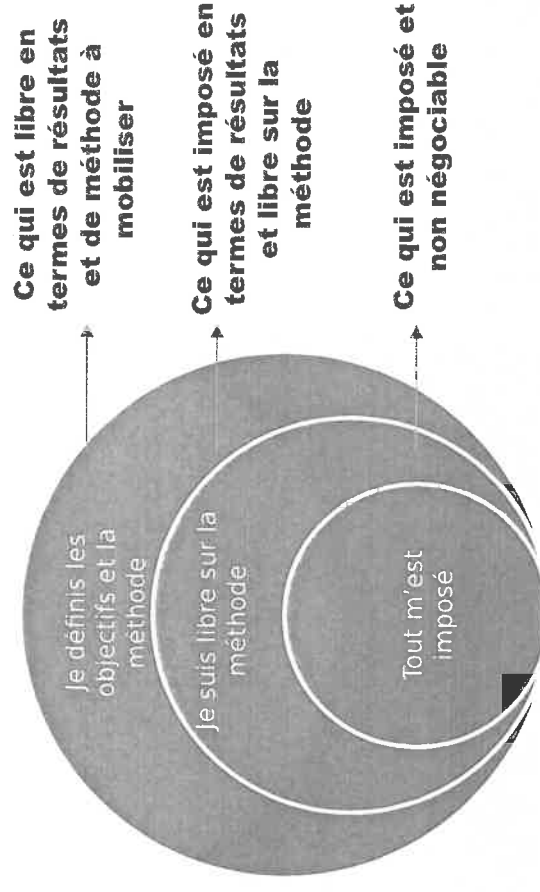 Je définis les
objectifs et la
méthode
Ce qui est libre en
termes de résultats
et de méthode à
mobiliser
Je suis libre sur la
méthode
Ce qui est imposé en
termes de résultats
et libre sur la
méthode
Tout m'est
imposé
Ce qui est imposé et
non négociable